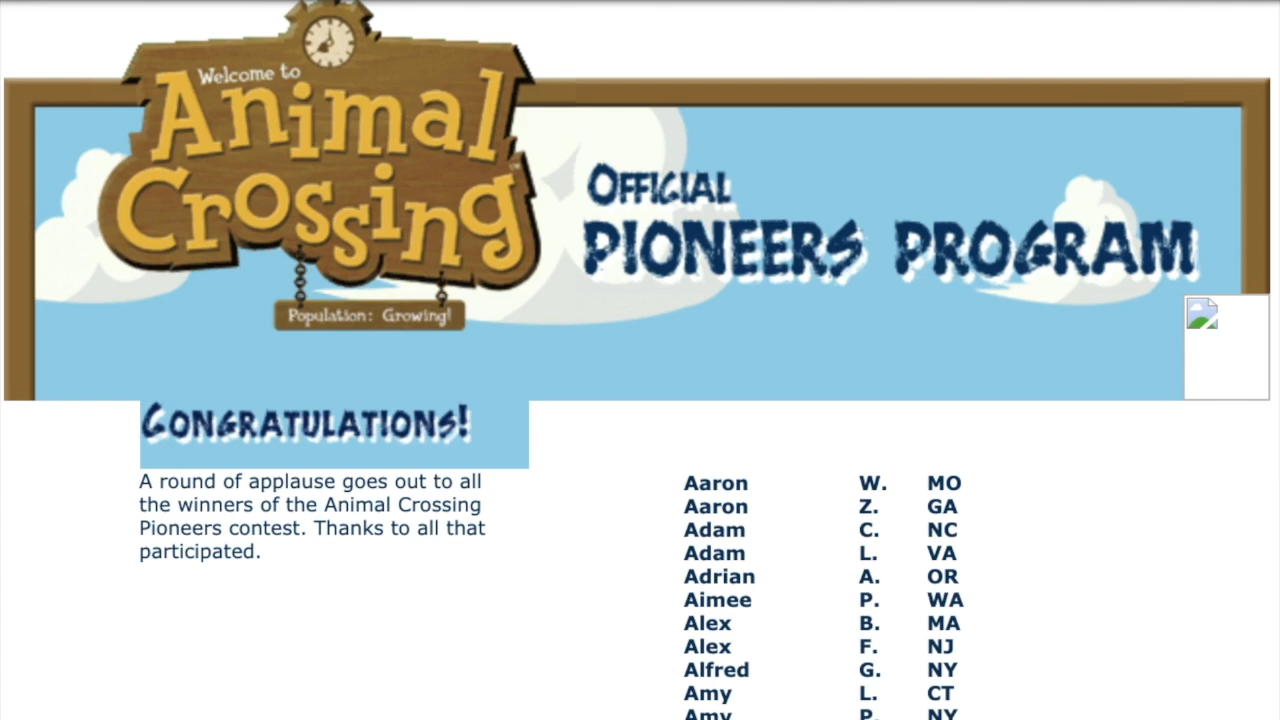 Welcome to
Animal
Crossing
Population: Growing!
Official
PIONEERS PROGRAM
Congratulations!
A round of applause goes out to all
the winners of the Animal Crossing
Pioneers contest. Thanks to all that
participated.
Aaron W. MO
Aaron Z. GA
Adam C. NC
Adam L. VA
Adrian A. OR
Aimee P. WA
Alex B. MA
Alex F. NJ
Alfred G. NY
Amy L. CT
Amy P. NY